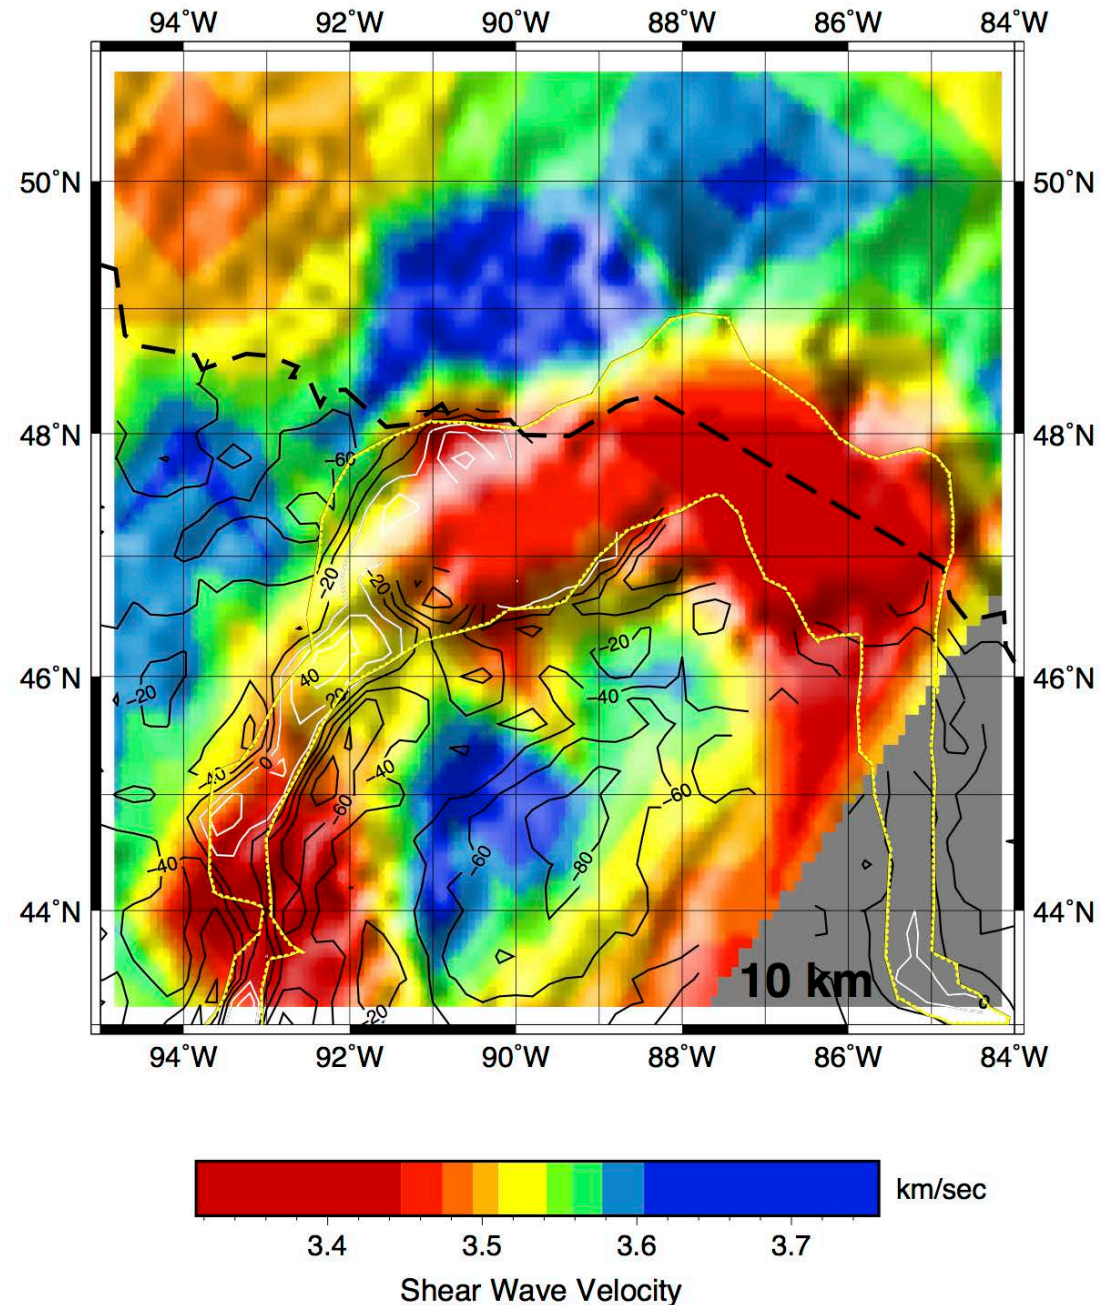 94˚W 92˚W 90˚W 88˚W 86˚W 84˚W
50˚N 50˚N
48˚N 48˚N
−60
−20 −20
−20
46˚N 46˚N
40
−20 −40
20
0
−40 −40 −60
−60
−40 −60 −80
44˚N 44˚N
10 km
−20 0
94˚W 92˚W 90˚W 88˚W 86˚W 84˚W
km/sec
3.4 3.5 3.6 3.7
Shear Wave Velocity